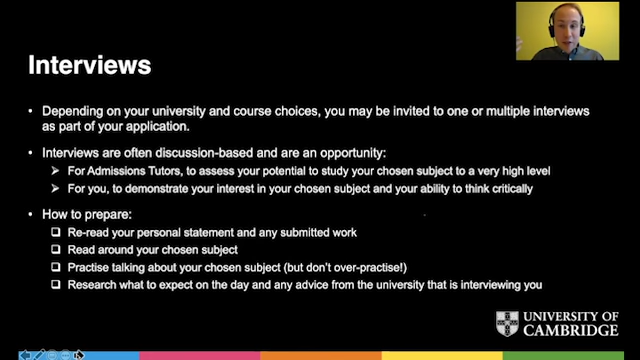 Interviews
• Depending on your university and course choices, you may be invited to one or multiple interviews
as part of your application.
• Interviews are often discussion-based and are an opportunity:
➢ For Admissions Tutors, to assess your potential to study your chosen subject to a very high level
➢ For you, to demonstrate your interest in your chosen subject and your ability to think critically
• How to prepare:
❑ Re-read your personal statement and any submitted work
❑ Read around your chosen subject
❑ Practise talking about your chosen subject (but don't over-practise!)
❑ Research what to expect on the day and any advice from the university that is interviewing you
UNIVERSITY OF
CAMBRIDGE